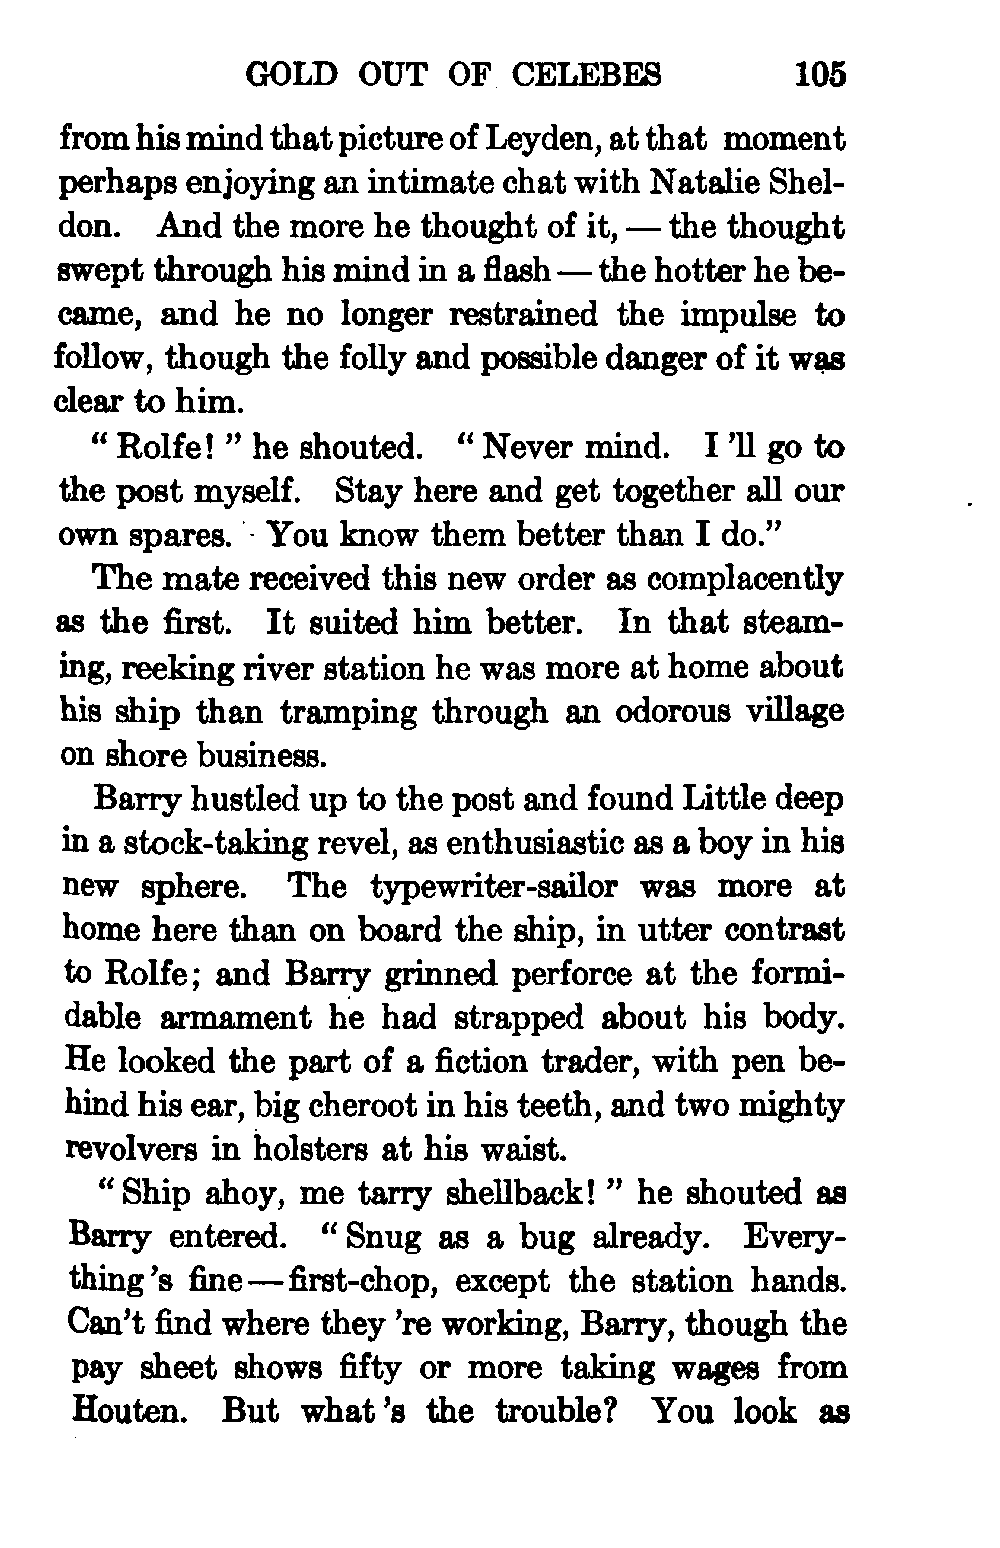 GOLD OUT OF CELEBES 105
from his mind that picture of Leyden, at that moment
perhaps enjoying an intimate chat with Natalie Shel-
don. And the more he thought of it, — the thought
swept through his mind in a flash — the hotter he be-
came, and he no longer restrained the impulse to
follow, though the folly and possible danger of it was
clear to him.
“ Rolfe! ” he shouted. “ Never mind. I ’ll go to
the post myself. Stay here and get together all our
own spares. You know them better than I do.”
The mate received this new order as complacently
as the first. It suited him better. In that steam-
ing, reeking river station he was more at home about
his ship than tramping through an odorous village
on shore business.
Barry hustled up to the post and found Little deep
in a stock-taking revel, as enthusiastic as a boy in his
new sphere. The typewriter-sailor was more at
home here than on board the ship, in utter contrast
to Rolfe; and Barry grinned perforce at the formi-
dable armament he had strapped about his body.
He looked the part of a fiction trader, with pen be-
hind his ear, big cheroot in his teeth, and two mighty
revolvers in holsters at his waist.
“ Ship ahoy, me tarry shellback! ” he shouted as
Barry entered. “ Snug as a bug already. Every-
thing ’s fine — first-chop, except the station hands.
Can’t find where they ’re working, Barry, though the
pay sheet shows fifty or more taking wages from
Houten. But what ’s the trouble? You look as